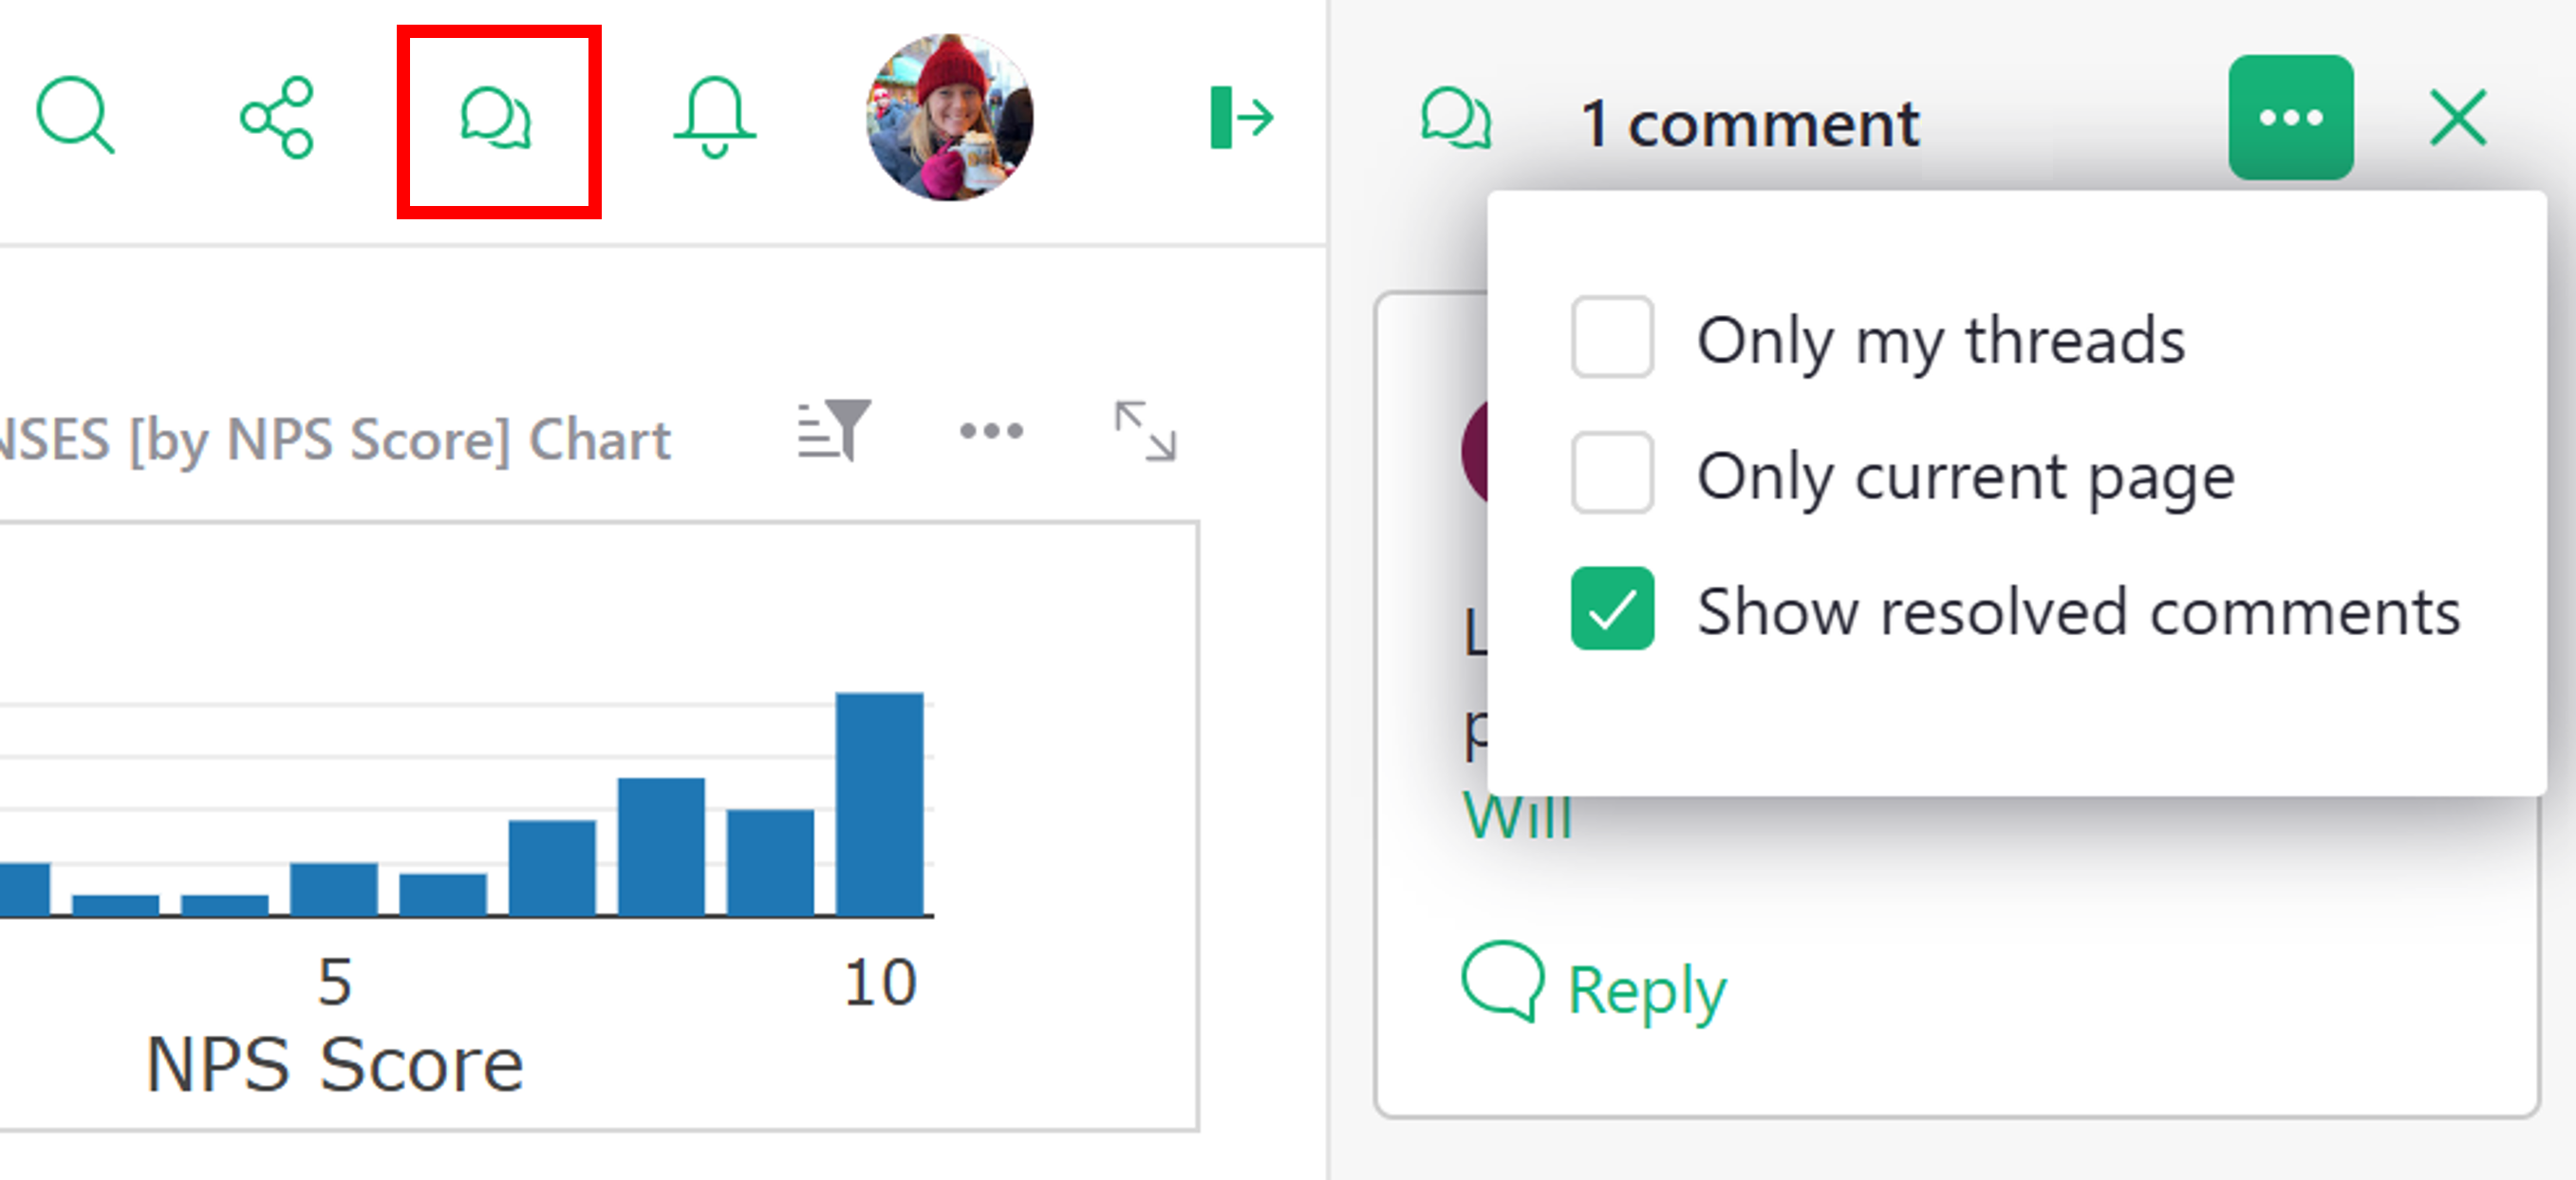 1 comment
Only my threads
Only current page
Show resolved comments
[by NPS Score] Chart
Will
Reply
5
10
NPS Score